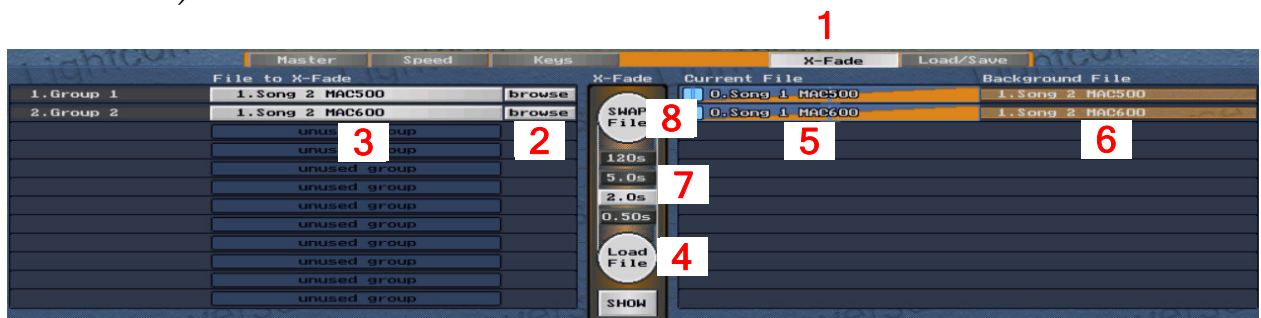 1
Master Speed Keys X-Fade Load/Save
File to X-Fade X-Fade Current File Background File
1.Group 1 1.Song 2 MAC500 browse 0.Song 1 MAC500 1.Song 2 MAC500
2.Group 2 1.Song 2 MAC600 browse SWAP File 8 0.Song 1 MAC600 1.Song 2 MAC600
3 2 5 6
unused group
unused group 120s
unused group
unused group 5.0s 7
unused group 2.0s
unused group 0.50s
unused group
unused group Load File 4
unused group
unused group SHOW